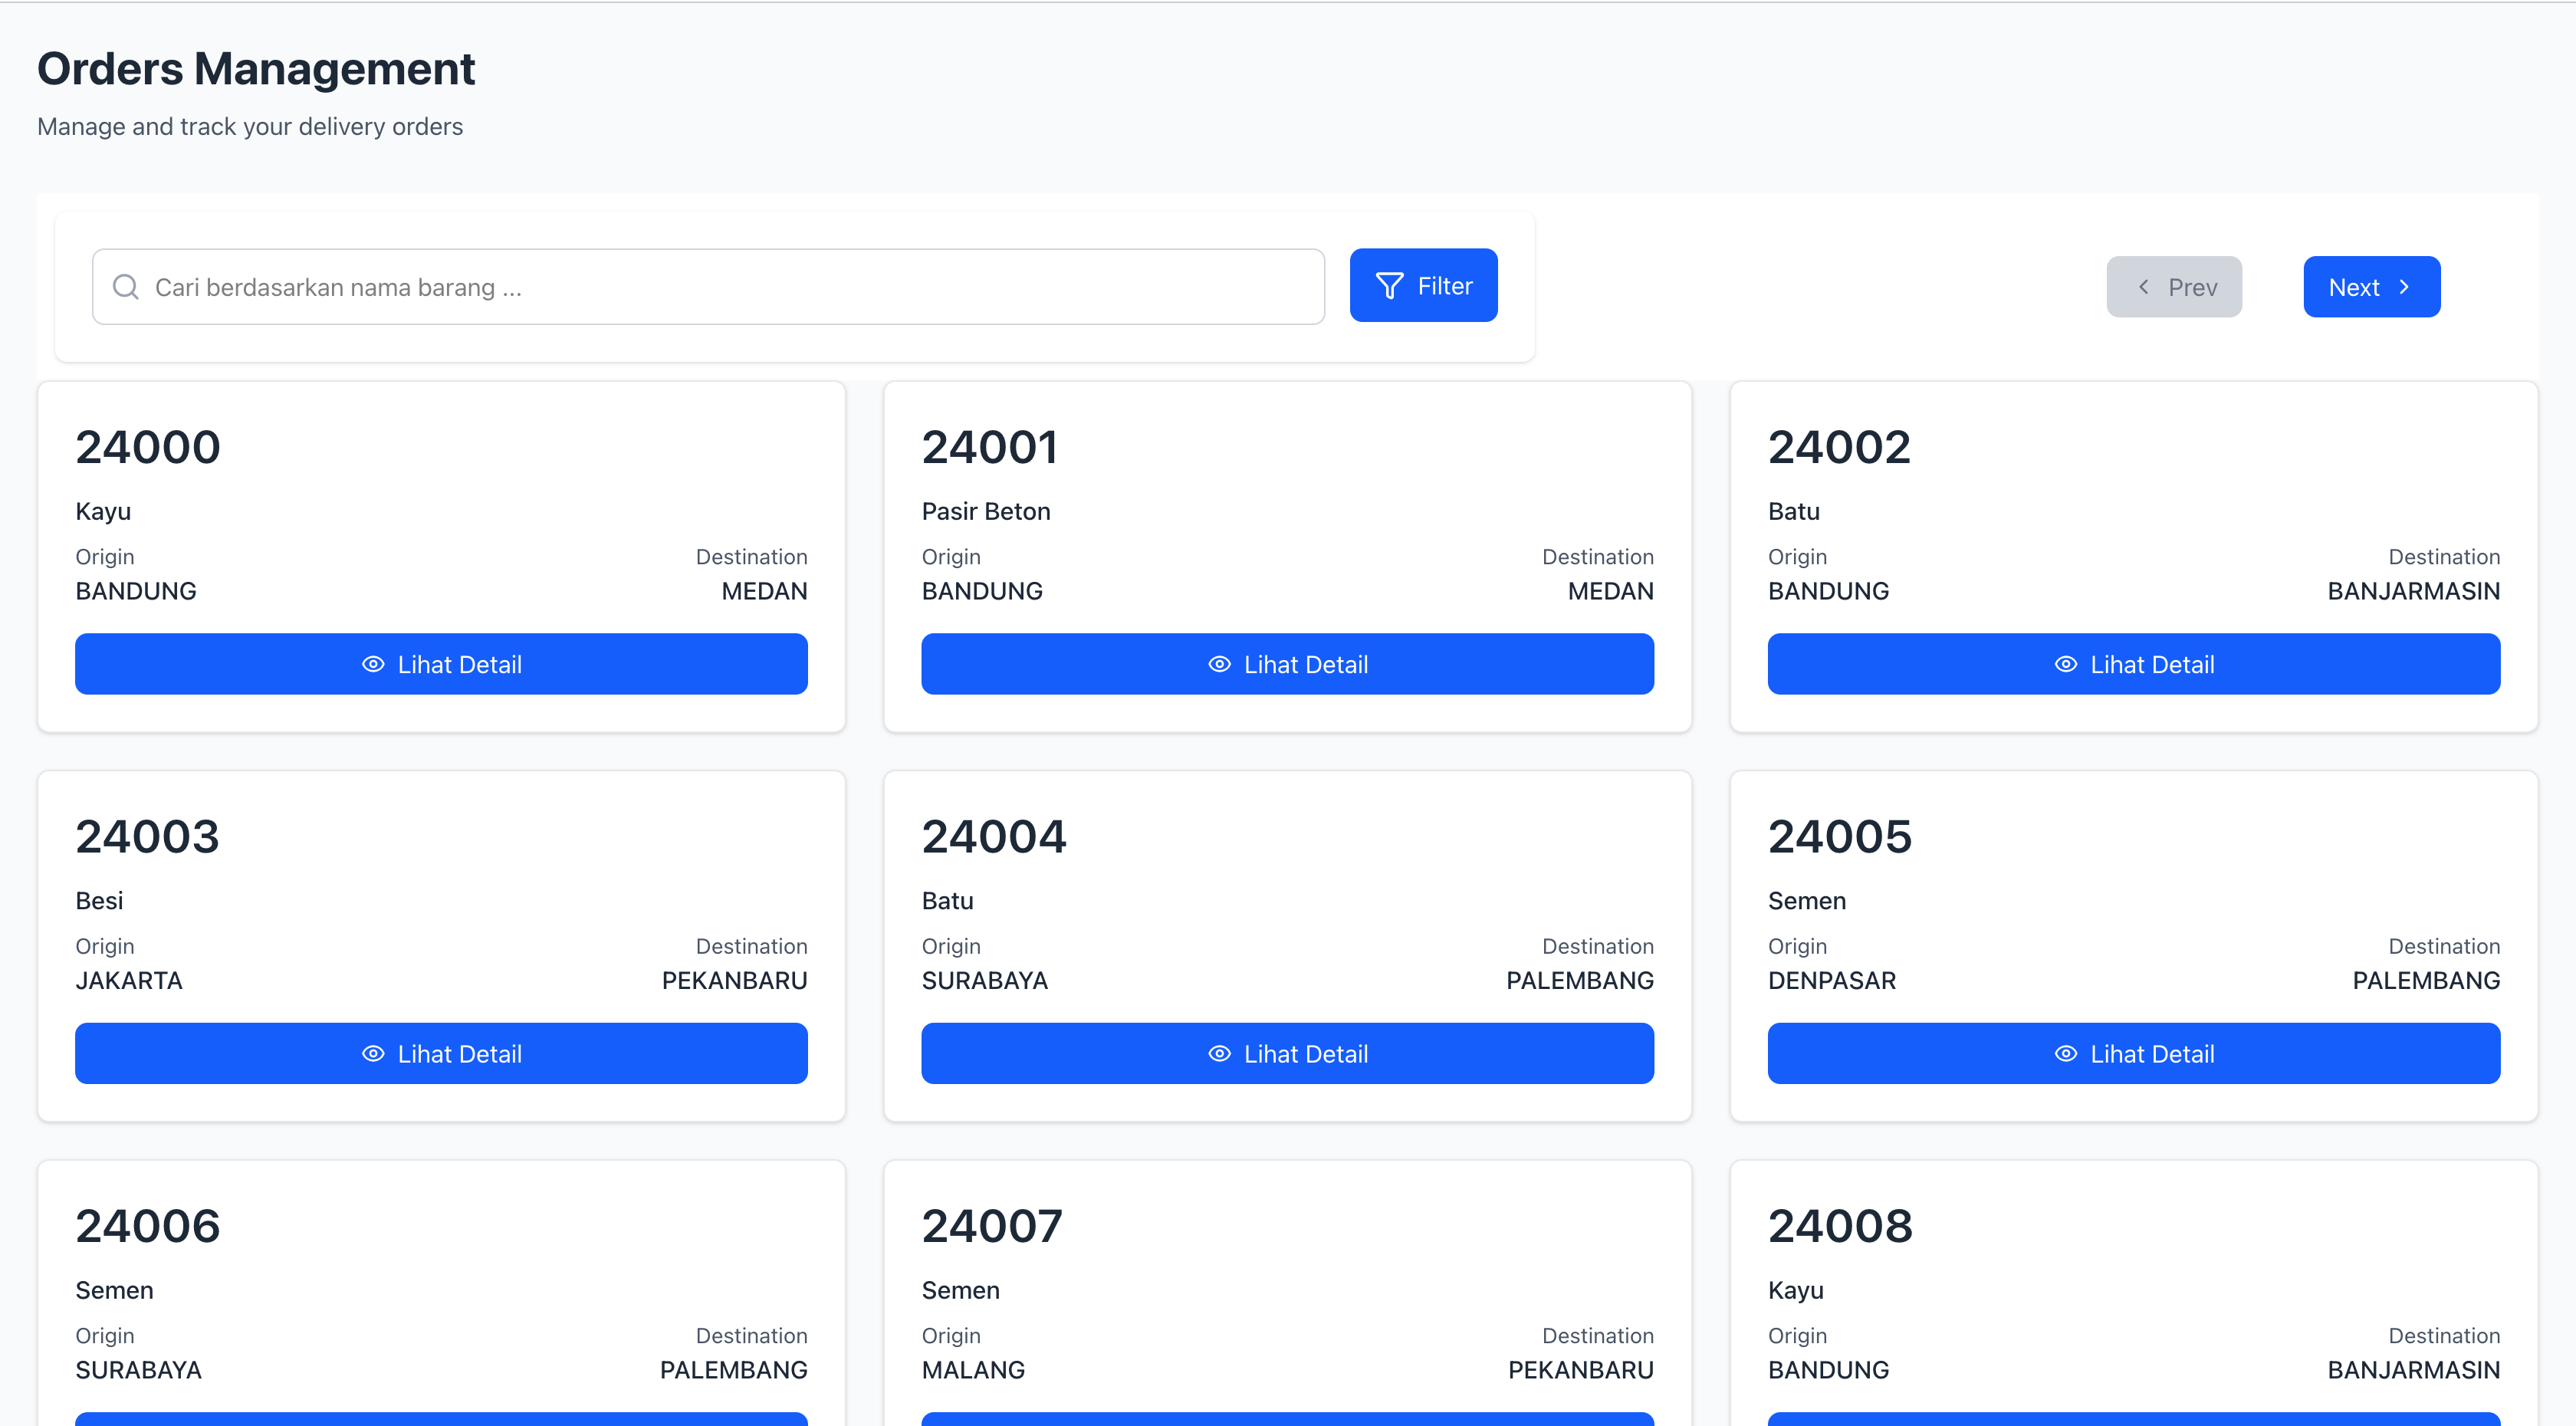 Orders Management
Manage and track your delivery orders
Cari berdasarkan nama barang ...
Filter
Prev
Next
24000
Kayu
Origin
Destination
BANDUNG
MEDAN
Lihat Detail
24001
Pasir Beton
Origin
Destination
BANDUNG
MEDAN
Lihat Detail
24002
Batu
Origin
Destination
BANDUNG
BANJARMASIN
Lihat Detail
24003
Besi
Origin
Destination
JAKARTA
PEKANBARU
Lihat Detail
24004
Batu
Origin
Destination
SURABAYA
PALEMBANG
Lihat Detail
24005
Semen
Origin
Destination
DENPASAR
PALEMBANG
Lihat Detail
24006
Semen
Origin
Destination
SURABAYA
PALEMBANG
24007
Semen
Origin
Destination
MALANG
PEKANBARU
24008
Kayu
Origin
Destination
BANDUNG
BANJARMASIN